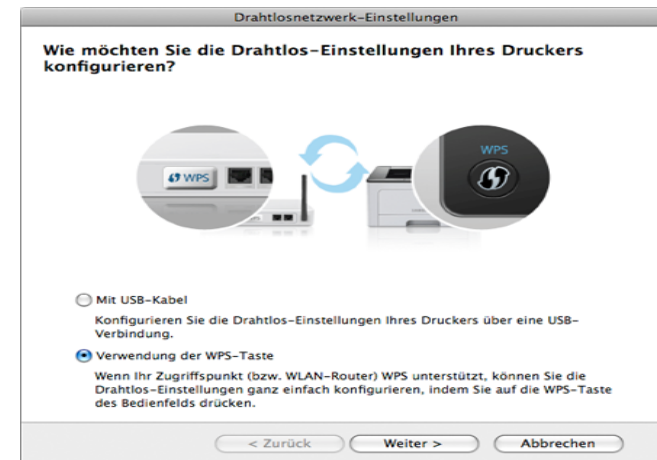 Drahtlosnetzwerk-Einstellungen
Wie möchten Sie die Drahtlos-Einstellungen Ihres Druckers
konfigurieren?
WPS
WPS
Mit USB-Kabel
Konfigurieren Sie die Drahtlos-Einstellungen Ihres Druckers über eine USB-
Verbindung.
Verwendung der WPS-Taste
Wenn Ihr Zugriffspunkt (bzw. WLAN-Router) WPS unterstützt, können Sie die
Drahtlos-Einstellungen ganz einfach konfigurieren, indem Sie auf die WPS-Taste
des Bedienfelds drücken.
< Zurück
Weiter >
Abbrechen